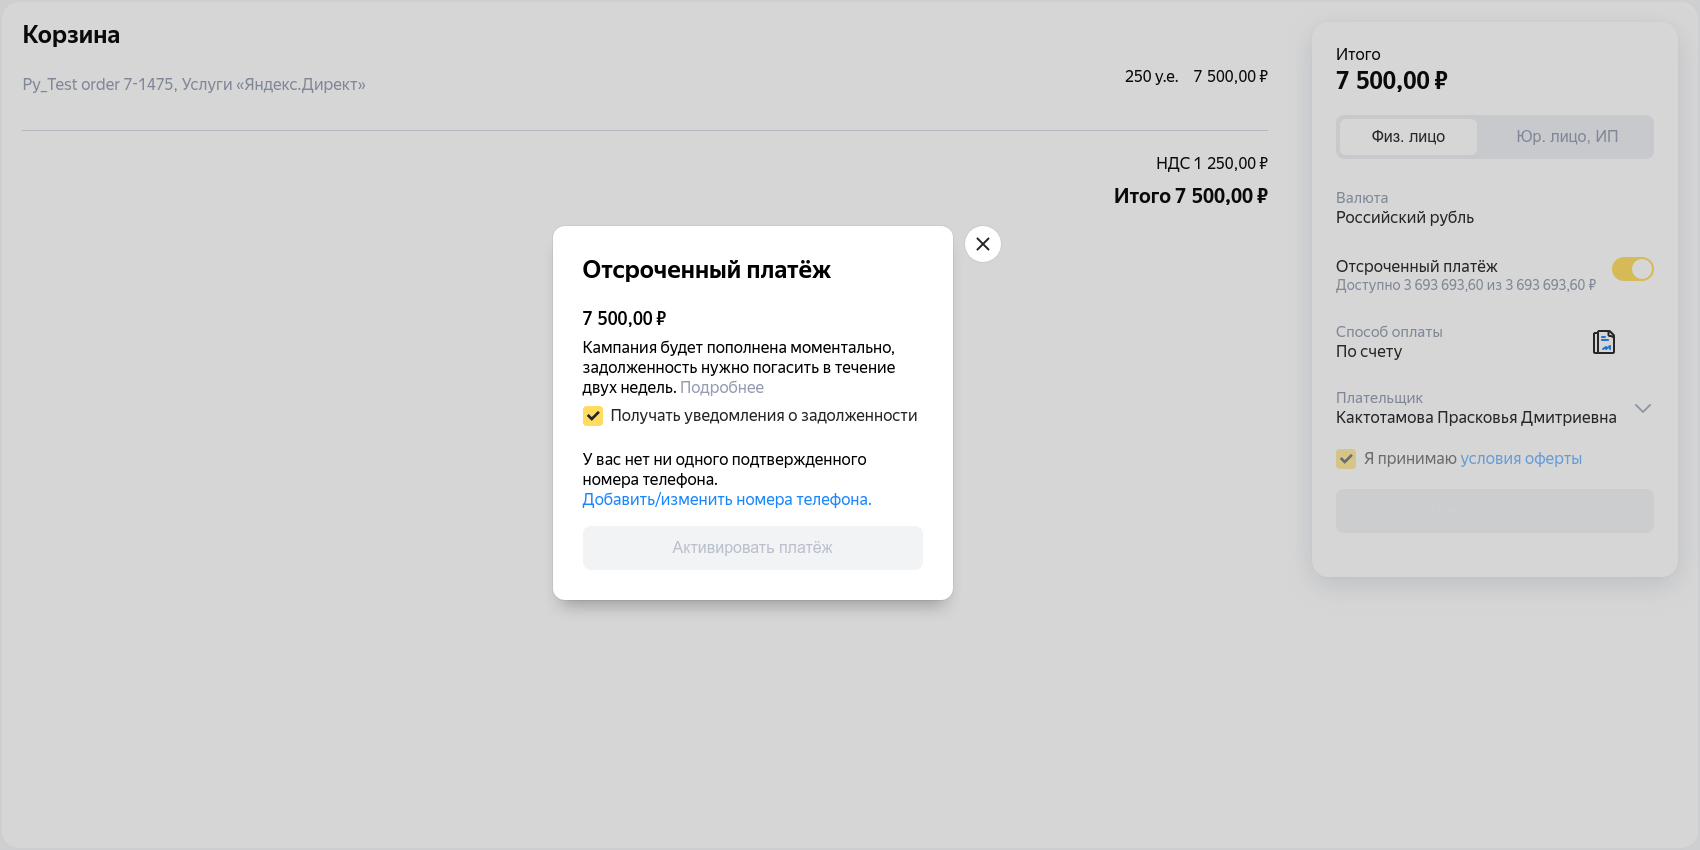 Корзина
Py_Test order 7-1475, Услуги «Яндекс.Директ»
250 у.е. 7 500,00 ₽
НДС 1 250,00 ₽
Итого 7 500,00 ₽
Отсроченный платёж
7 500,00 ₽
Кампания будет пополнена моментально,
задолженность нужно погасить в течение
двух недель. Подробнее
Получать уведомления о задолженности
У вас нет ни одного подтвержденного
номера телефона.
Добавить/изменить номера телефона.
Активировать платёж
Итого
7 500,00 ₽
Физ. лицо
Юр. лицо, ИП
Валюта
Российский рубль
Отсроченный платёж
Доступно 3 693 693,60 из 3 693 693,60 ₽
Способ оплаты
По счету
Плательщик
Кактотамова Прасковья Дмитриевна
Я принимаю условия оферты